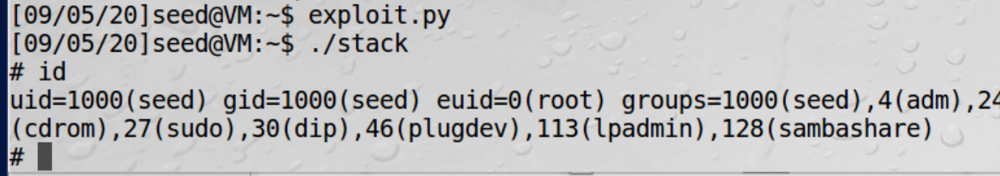 [09/05/20]seed@VM:~$ exploit.py
[09/05/20]seed@VM:~$ ./stack
# id
uid=1000(seed) gid=1000(seed) euid=0(root) groups=1000(seed),4(adm),24
(cdrom),27(sudo),30(dip),46(plugdev),113(lpadmin),128(sambashare)
#